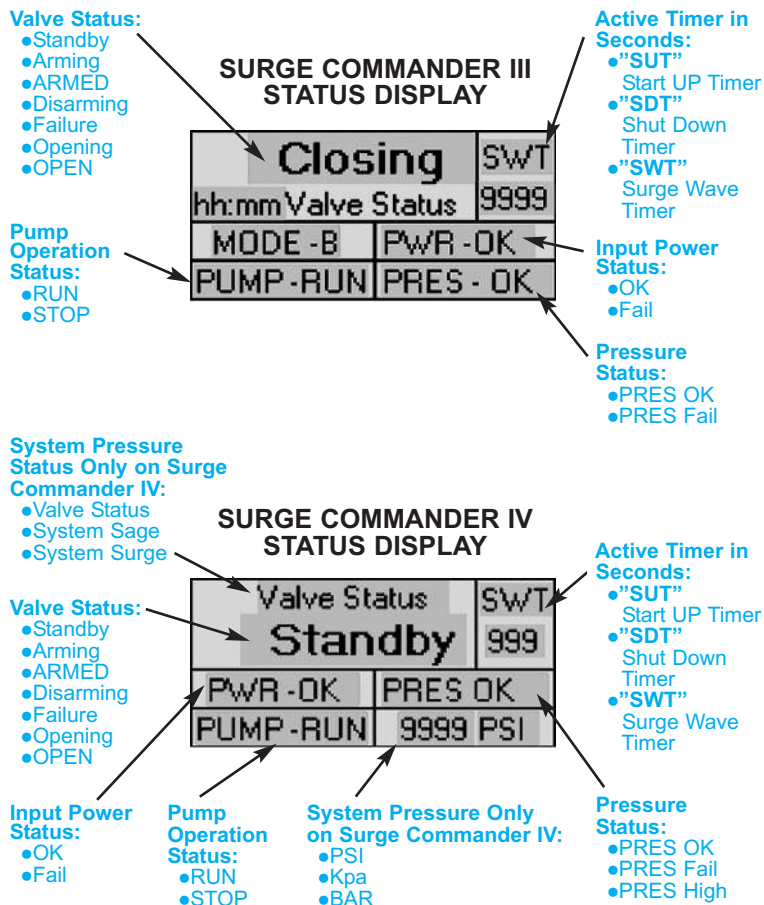 Valve Status:
●Standby
●Arming
●ARMED
●Disarming
●Failure
●Opening
●OPEN
Pump
Operation
Status:
●RUN
●STOP
SURGE COMMANDER III
STATUS DISPLAY
Closing
SWT
hh:mm Valve Status
9999
MODE-B
PWR-OK
PUMP-RUN
PRES - OK
Active Timer in
Seconds:
●"SUT"
Start UP Timer
●"SDT"
Shut Down
Timer
●"SWT"
Surge Wave
Timer
Input Power
Status:
●OK
●Fail
Pressure
Status:
●PRES OK
●PRES Fail
System Pressure
Status Only on Surge
Commander IV:
●Valve Status
●System Sage
●System Surge
Valve Status:
●Standby
●Arming
●ARMED
●Disarming
●Failure
●Opening
●OPEN
SURGE COMMANDER IV
STATUS DISPLAY
Valve Status
SWT
Standby
999
PWR-OK
PRES OK
PUMP-RUN
9999 PSI
Active Timer in
Seconds:
●"SUT"
Start UP Timer
●"SDT"
Shut Down
Timer
●"SWT"
Surge Wave
Timer
Input Power
Status:
●OK
●Fail
Pump
Operation
Status:
●RUN
●STOP
System Pressure Only
on Surge Commander IV:
●PSI
●Kpa
●BAR
Pressure
Status:
●PRES OK
●PRES Fail
●PRES High